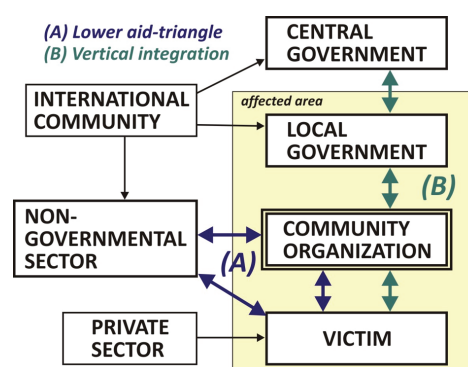 (A) Lower aid-triangle
(B) Vertical integration
CENTRAL
GOVERNMENT
INTERNATIONAL
COMMUNITY
affected area
LOCAL
GOVERNMENT
(B)
NON-
GOVERNMENTAL
SECTOR
(A)
COMMUNITY
ORGANIZATION
PRIVATE
SECTOR
VICTIM